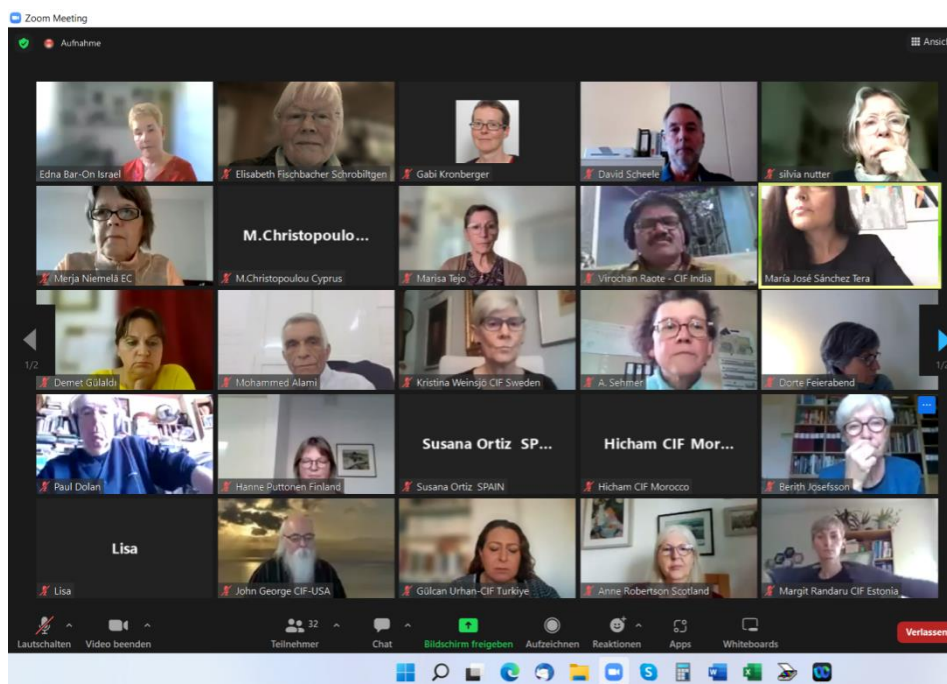 Zoom Meeting
Aufnahme
Ansich
Edna Bar-On Israel
Elisabeth Fischbacher Schrobiltgen
Gabi Kronberger
David Scheele
silvia nutter
Merja Niemelä EC
M.Christopoulo...
M.Christopoulou Cyprus
Marisa Tejo
Virochan Raote - CIF India
María José Sánchez Tera
1/2
Demet Gülaldı
Mohammed Alami
Kristina Weinsjö CIF Sweden
A. Sehmer
Dorte Feierabend
1/2
Paul Dolan
Hanne Puttonen Finland
Susana Ortiz SP...
Susana Ortiz SPAIN
Hicham CIF Mor...
Hicham CIF Morocco
Berith Josefsson
Lisa
Lisa
John George CIF-USA
Gülcan Urhan-CIF Turkiye
Anne Robertson Scotland
Margit Randaru CIF Estonia
Lautschalten
Video beenden
32
Teilnehmer
Chat
Bildschirm freigeben
Aufzeichnen
Reaktionen
Apps
Whiteboards
Verlassen